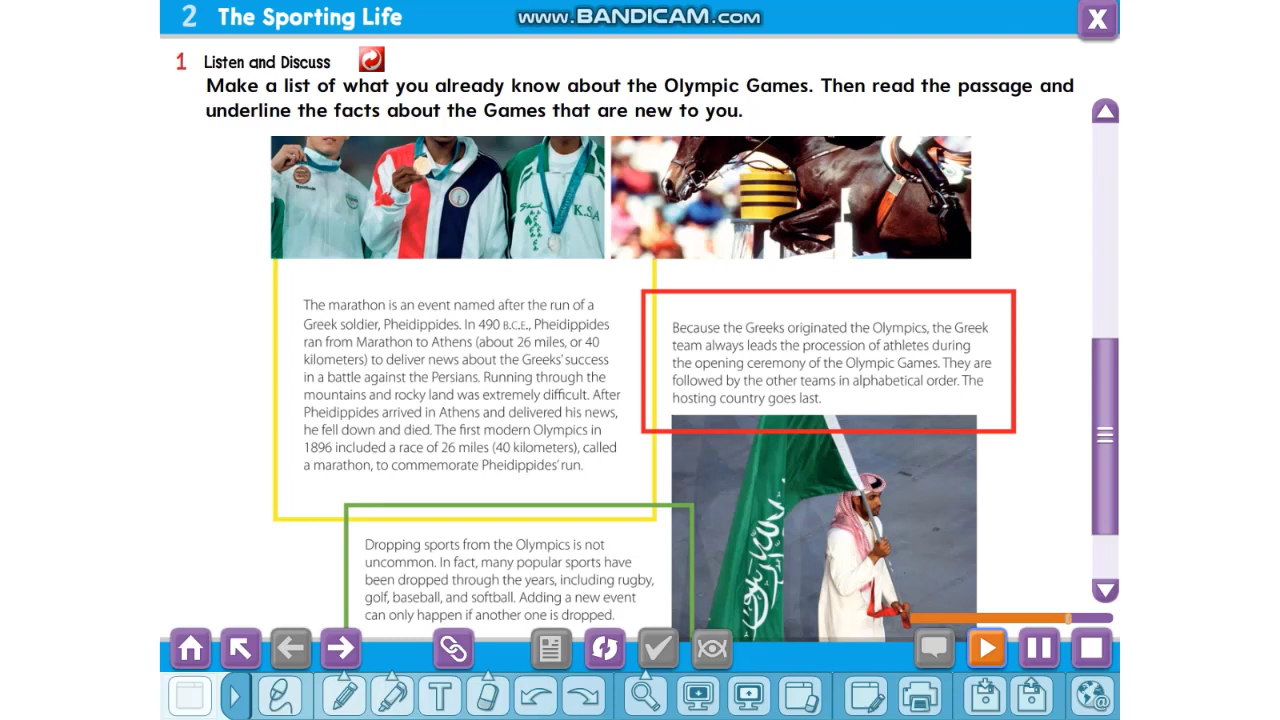 2 The Sporting Life
www.BANDICAM.com
X
1 Listen and Discuss
Make a list of what you already know about the Olympic Games. Then read the passage and
underline the facts about the Games that are new to you.
K.S.A
The marathon is an event named after the run of a
Greek soldier, Pheidippides. In 490 B.C.E., Pheidippides
ran from Marathon to Athens (about 26 miles, or 40
kilometers) to deliver news about the Greeks' success
in a battle against the Persians. Running through the
mountains and rocky land was extremely difficult. After
Pheidippides arrived in Athens and delivered his news,
he fell down and died. The first modern Olympics in
1896 included a race of 26 miles (40 kilometers), called
a marathon, to commemorate Pheidippides' run.
Because the Greeks originated the Olympics, the Greek
team always leads the procession of athletes during
the opening ceremony of the Olympic Games. They are
followed by the other teams in alphabetical order. The
hosting country goes last.
Dropping sports from the Olympics is not
uncommon. In fact, many popular sports have
been dropped through the years, including rugby,
golf, baseball, and softball. Adding a new event
can only happen if another one is dropped.
T